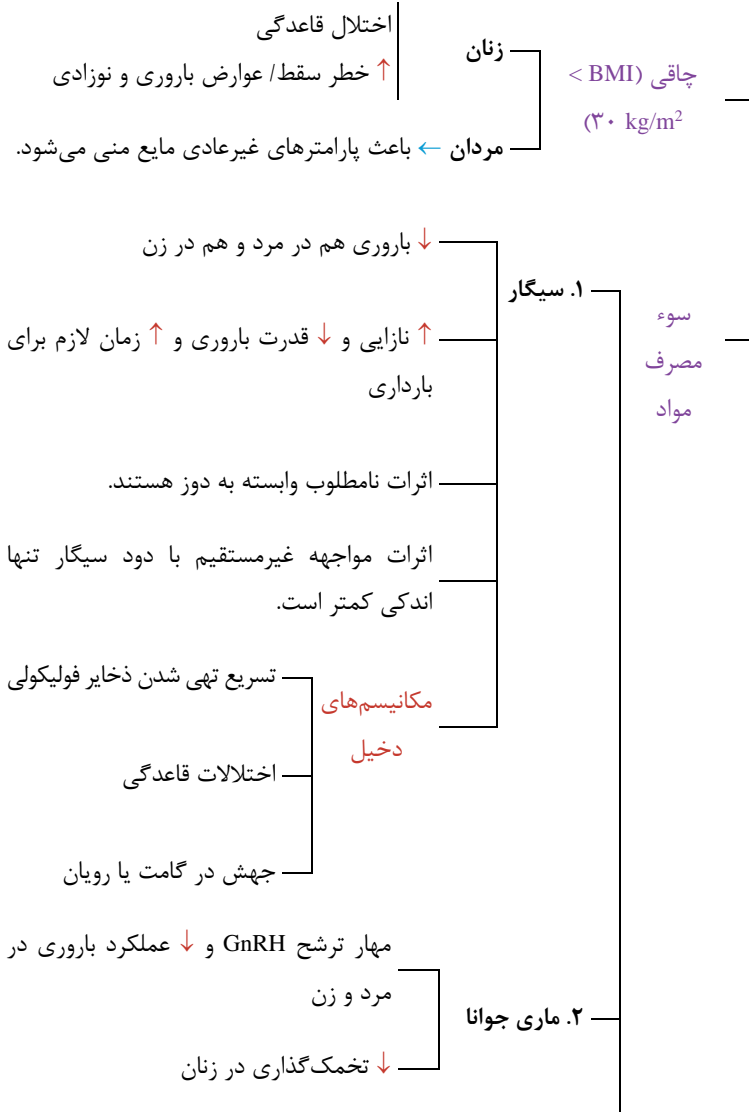 چاقی (BMI >
۳۰ kg/m²)
زنان
اختلال قاعدگی
↑ خطر سقط/ عوارض باروری و نوزادی
مردان ← باعث پارامترهای غیرعادی مایع منی می‌شود.
سوء
مصرف
مواد
۱. سیگار
↓ باروری هم در مرد و هم در زن
↑ نازایی و ↓ قدرت باروری و ↑ زمان لازم برای
بارداری
اثرات نامطلوب وابسته به دوز هستند.
اثرات مواجهه غیرمستقیم با دود سیگار تنها
اندکی کمتر است.
مکانیسم‌های
دخیل
تسریع تهی شدن ذخایر فولیکولی
اختلالات قاعدگی
جهش در گامت یا رویان
۲. ماری جوانا
مهار ترشح GnRH و ↓ عملکرد باروری در
مرد و زن
↓ تخمک‌گذاری در زنان